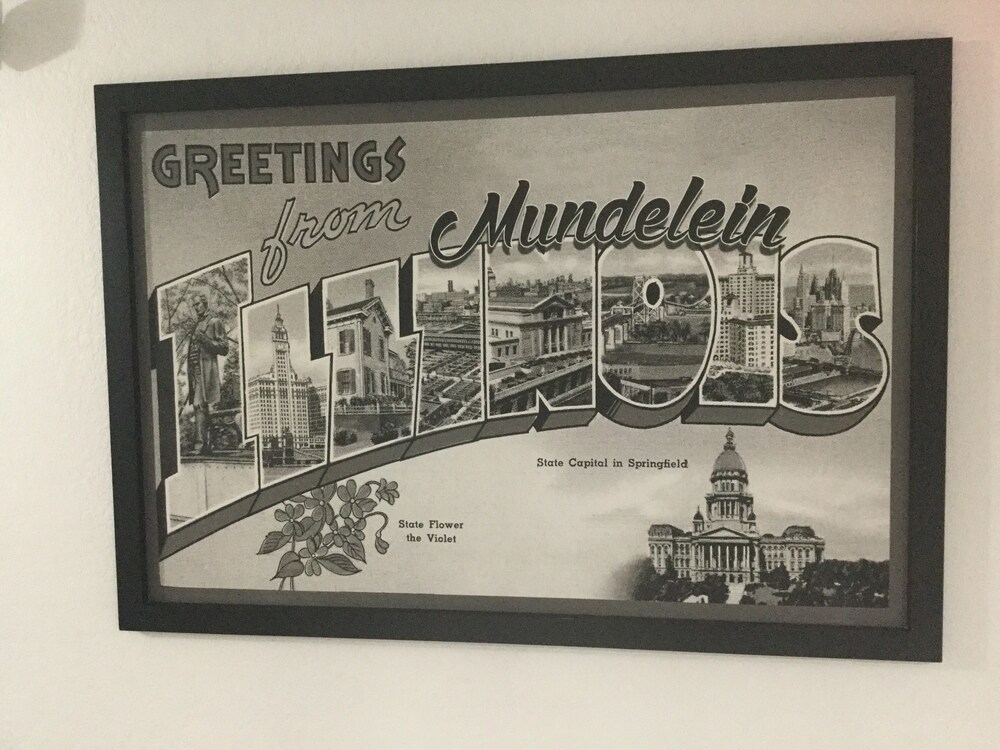 GREETINGS
from
Mundelein
ILLINOIS
State Capital in Springfield
State Flower
the Violet